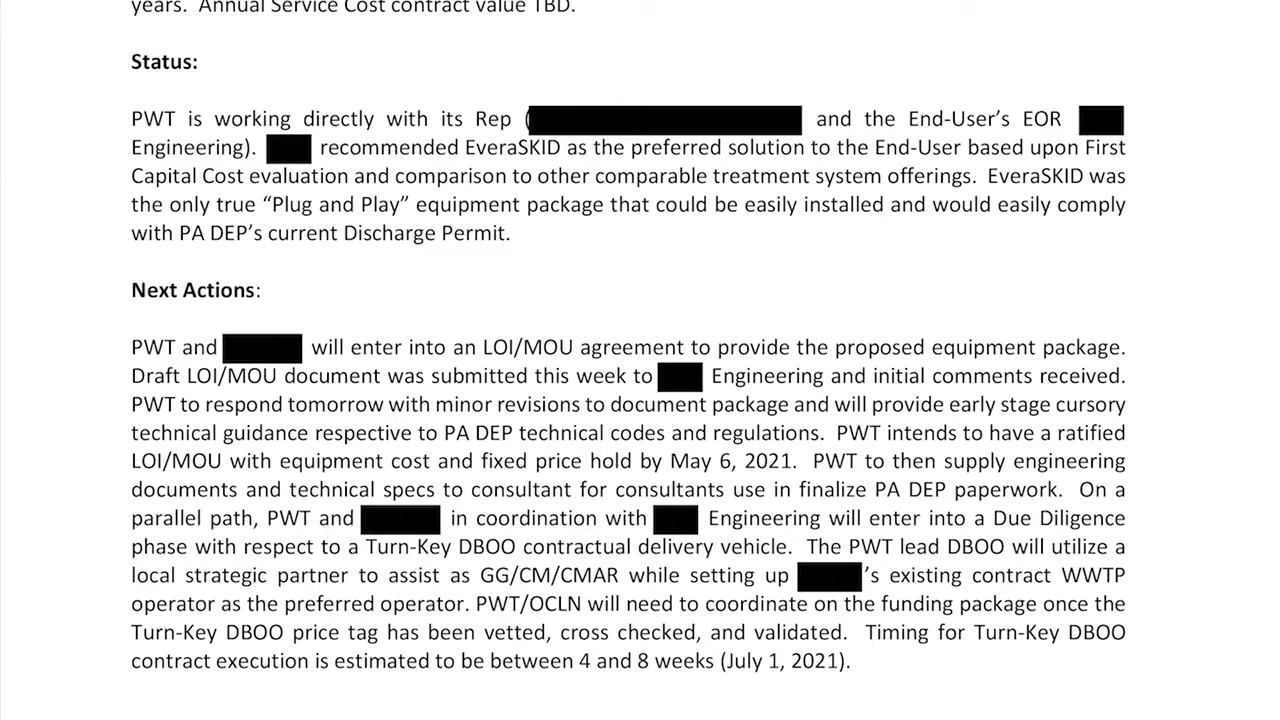 years. Annual Service Cost contract value TBD.
Status:
PWT is working directly with its Rep ( and the End-User’s EOR
Engineering). recommended EveraSKID as the preferred solution to the End-User based upon First
Capital Cost evaluation and comparison to other comparable treatment system offerings. EveraSKID was
the only true “Plug and Play” equipment package that could be easily installed and would easily comply
with PA DEP’s current Discharge Permit.
Next Actions:
PWT and will enter into an LOI/MOU agreement to provide the proposed equipment package.
Draft LOI/MOU document was submitted this week to Engineering and initial comments received.
PWT to respond tomorrow with minor revisions to document package and will provide early stage cursory
technical guidance respective to PA DEP technical codes and regulations. PWT intends to have a ratified
LOI/MOU with equipment cost and fixed price hold by May 6, 2021. PWT to then supply engineering
documents and technical specs to consultant for consultants use in finalize PA DEP paperwork. On a
parallel path, PWT and in coordination with Engineering will enter into a Due Diligence
phase with respect to a Turn-Key DBOO contractual delivery vehicle. The PWT lead DBOO will utilize a
local strategic partner to assist as GG/CM/CMAR while setting up ’s existing contract WWTP
operator as the preferred operator. PWT/OCLN will need to coordinate on the funding package once the
Turn-Key DBOO price tag has been vetted, cross checked, and validated. Timing for Turn-Key DBOO
contract execution is estimated to be between 4 and 8 weeks (July 1, 2021).